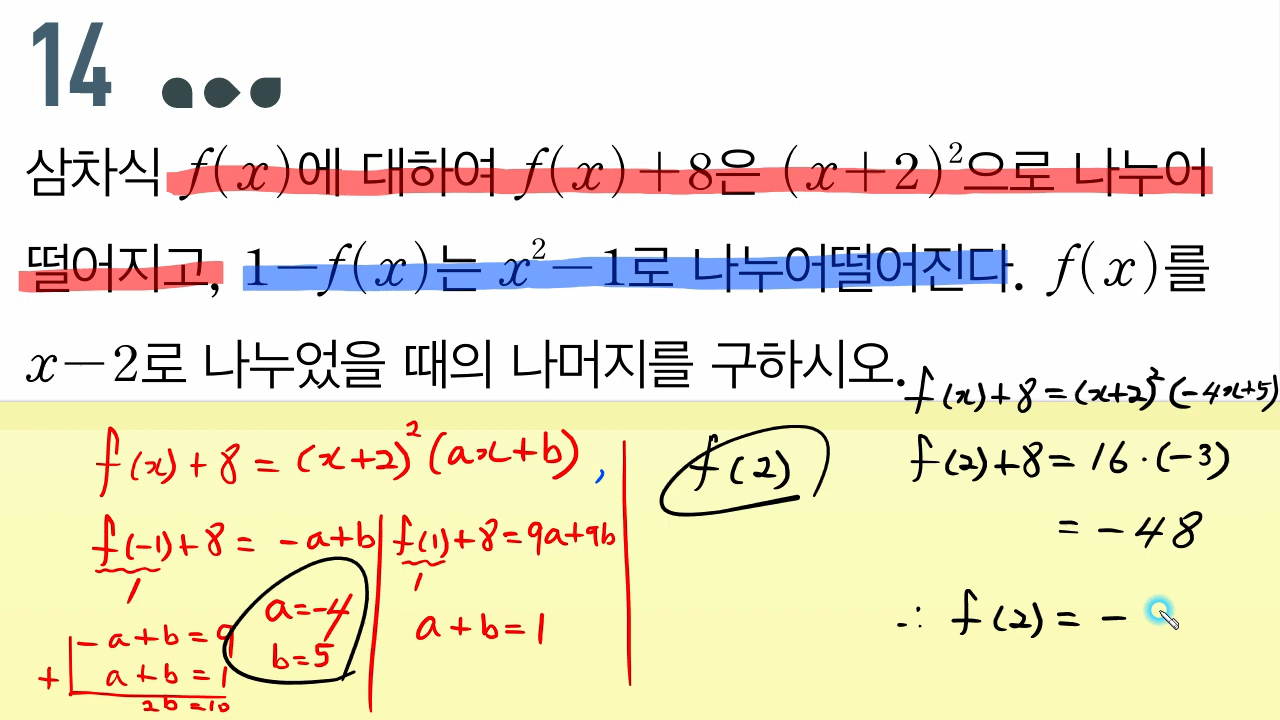 14
삼차식 f(x)에 대하여 f(x)+8은 (x+2)²으로 나누어
떨어지고, 1-f(x)는 x²-1로 나누어떨어진다. f(x)를
x-2로 나누었을 때의 나머지를 구하시오.
f(x)+8=(x+2)²(ax+b),
f(-1)+8= -a+b
1
-a+b=9
+ a+b=1
2b=10
a=-4
b=5
f(1)+8=9a+9b
1
a+b=1
f(2)
f(x)+8=(x+2)²(-4x+5)
f(2)+8=16·(-3)
=-48
∴ f(2)=-